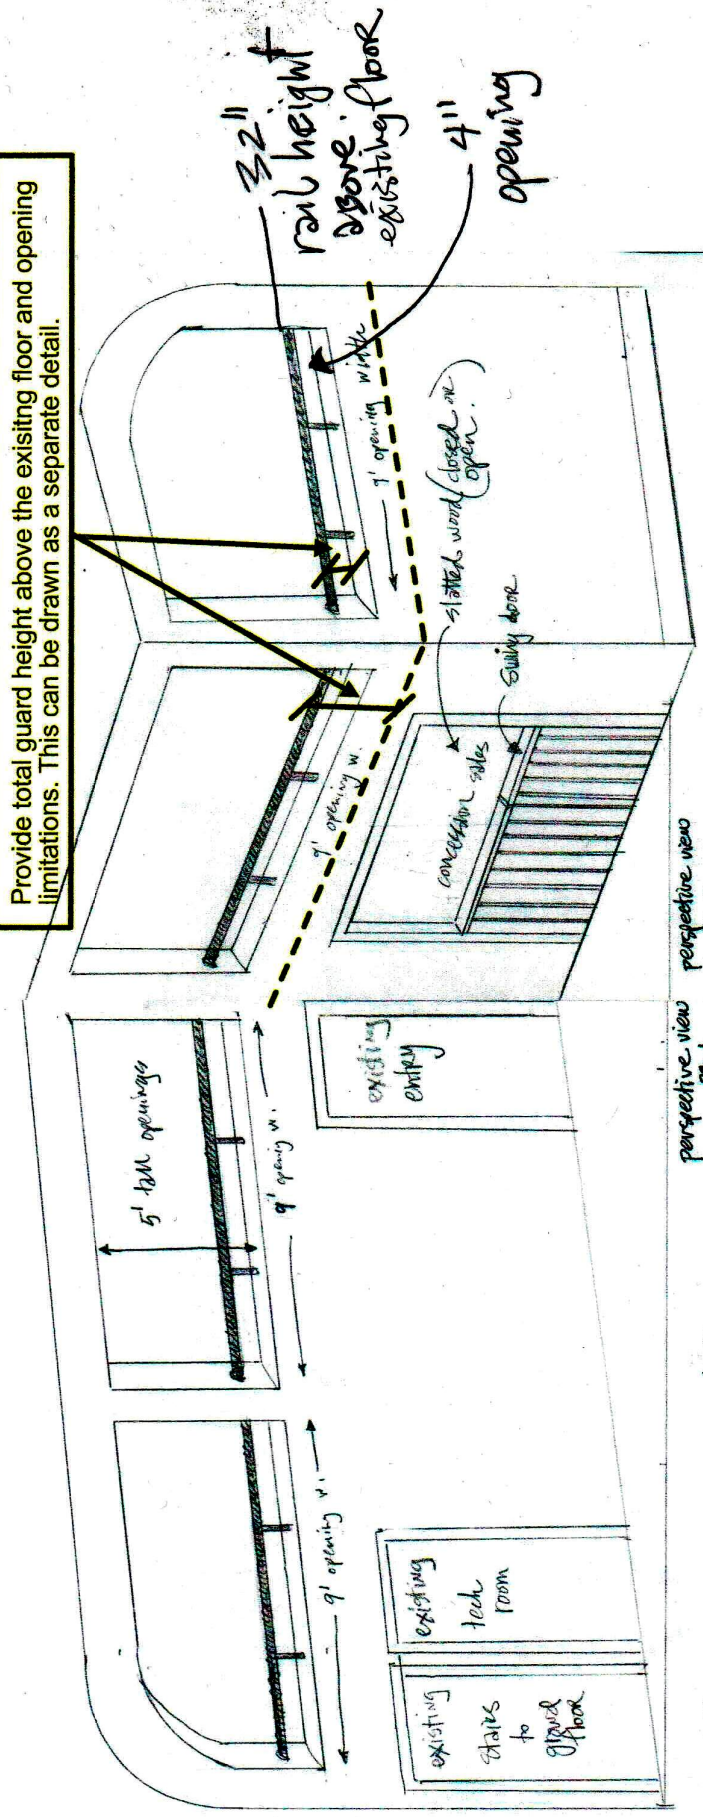 Provide total guard height above the exisitng floor and opening
limitations. This can be drawn as a separate detail.
32"
rail height
above
existing floor
4"
opening
5' tall openings
9' opening w.
9' opening w.
9' opening w.
9' opening width
slatted wood (closed or
open.)
swing door
concession sales
existing
entry
existing
tech
room
existing
stairs
to
ground
floor
perspective view
perspective view